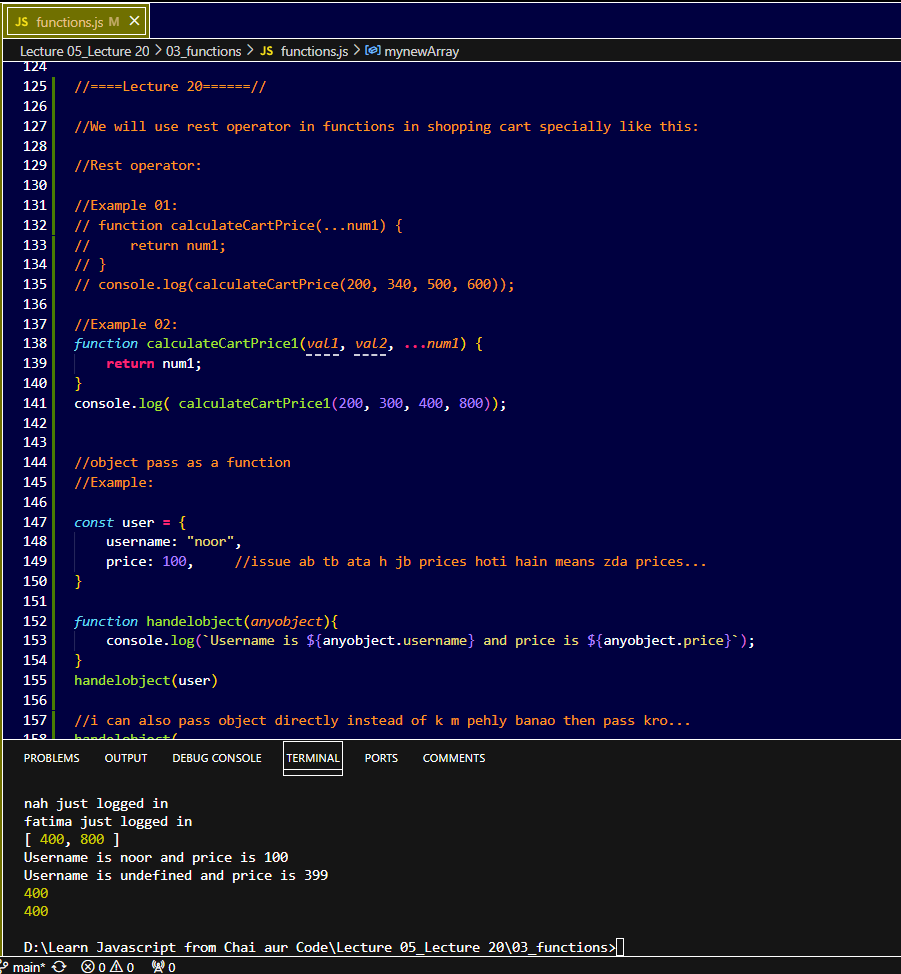 JS functions.js M ×
Lecture 05_Lecture 20 > 03_functions > JS functions.js > mynewArray
124
125 //====Lecture 20======//
126
127 //We will use rest operator in functions in shopping cart specially like this:
128
129 //Rest operator:
130
131 //Example 01:
132 // function calculateCartPrice(...num1) {
133 //     return num1;
134 // }
135 // console.log(calculateCartPrice(200, 340, 500, 600));
136
137 //Example 02:
138 function calculateCartPrice1(val1, val2, ...num1) {
139     return num1;
140 }
141 console.log( calculateCartPrice1(200, 300, 400, 800));
142
143
144 //object pass as a function
145 //Example:
146
147 const user = {
148     username: "noor",
149     price: 100,     //issue ab tb ata h jb prices hoti hain means zda prices...
150 }
151
152 function handelobject(anyobject){
153     console.log(`Username is ${anyobject.username} and price is ${anyobject.price}`);
154 }
155 handelobject(user)
156
157 //i can also pass object directly instead of k m pehly banao then pass kro...
158 handelobject(
PROBLEMS OUTPUT DEBUG CONSOLE TERMINAL PORTS COMMENTS
nah just logged in
fatima just logged in
[ 400, 800 ]
Username is noor and price is 100
Username is undefined and price is 399
400
400
D:\Learn Javascript from Chai aur Code\Lecture 05_Lecture 20\03_functions>
main* 0 0 0